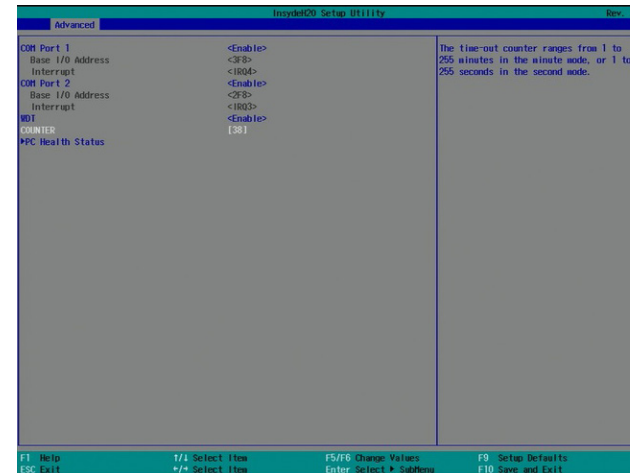 InsydeH20 Setup Utility Rev.
Advanced
COM Port 1 <Enable>
Base I/O Address <3F8>
Interrupt <IRQ4>
COM Port 2 <Enable>
Base I/O Address <2F8>
Interrupt <IRQ3>
WDT <Enable>
COUNTER [38]
▶PC Health Status
The time-out counter ranges from 1 to
255 minutes in the minute mode, or 1 to
255 seconds in the second mode.
F1 Help ↑/↓ Select Item F5/F6 Change Values F9 Setup Defaults
ESC Exit ←/→ Select Item Enter Select ▶ SubMenu F10 Save and Exit